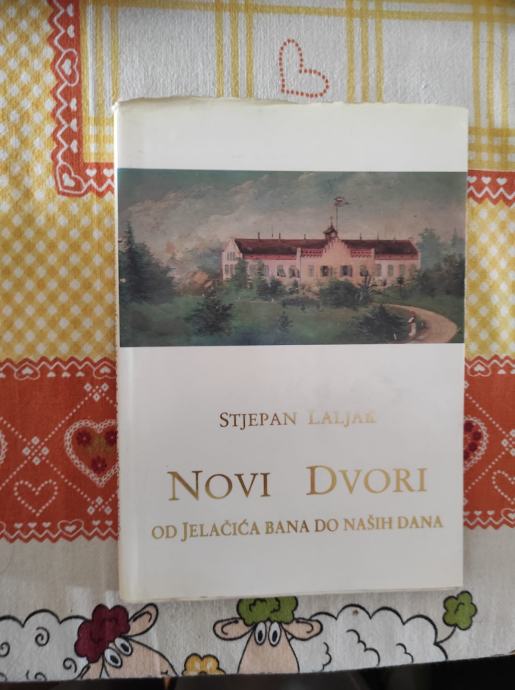 STJEPAN LALJAK
NOVI DVORI
OD JELAČIĆA BANA DO NAŠIH DANA